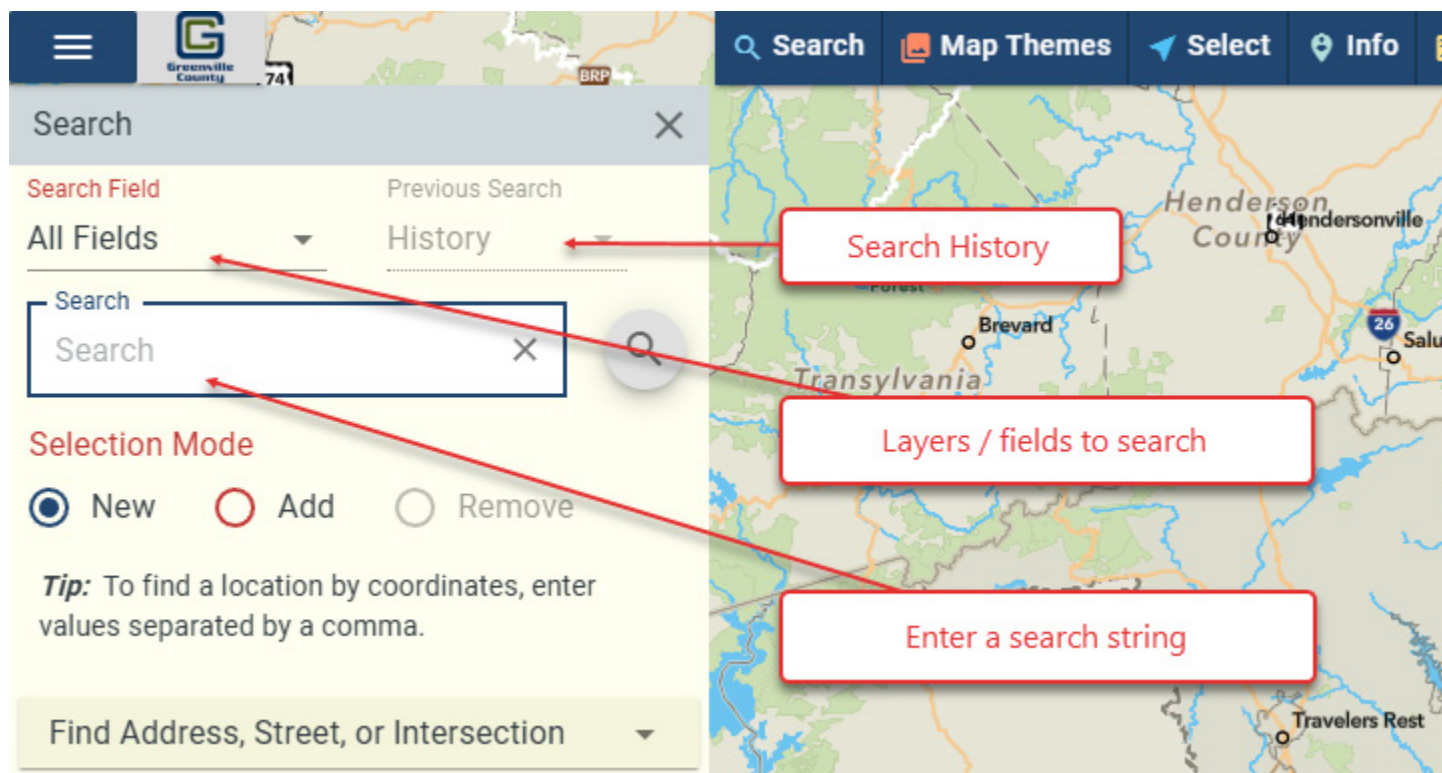 Greenville
County
74
BRP
Search
Map Themes
Select
Info
Search
Search Field
Previous Search
All Fields
History
Search
Search
Selection Mode
New
Add
Remove
Tip: To find a location by coordinates, enter
values separated by a comma.
Find Address, Street, or Intersection
Search History
Layers / fields to search
Enter a search string
Henderson
County
Hendersonville
Forest
Brevard
26
Salu
Transylvania
Travelers Rest